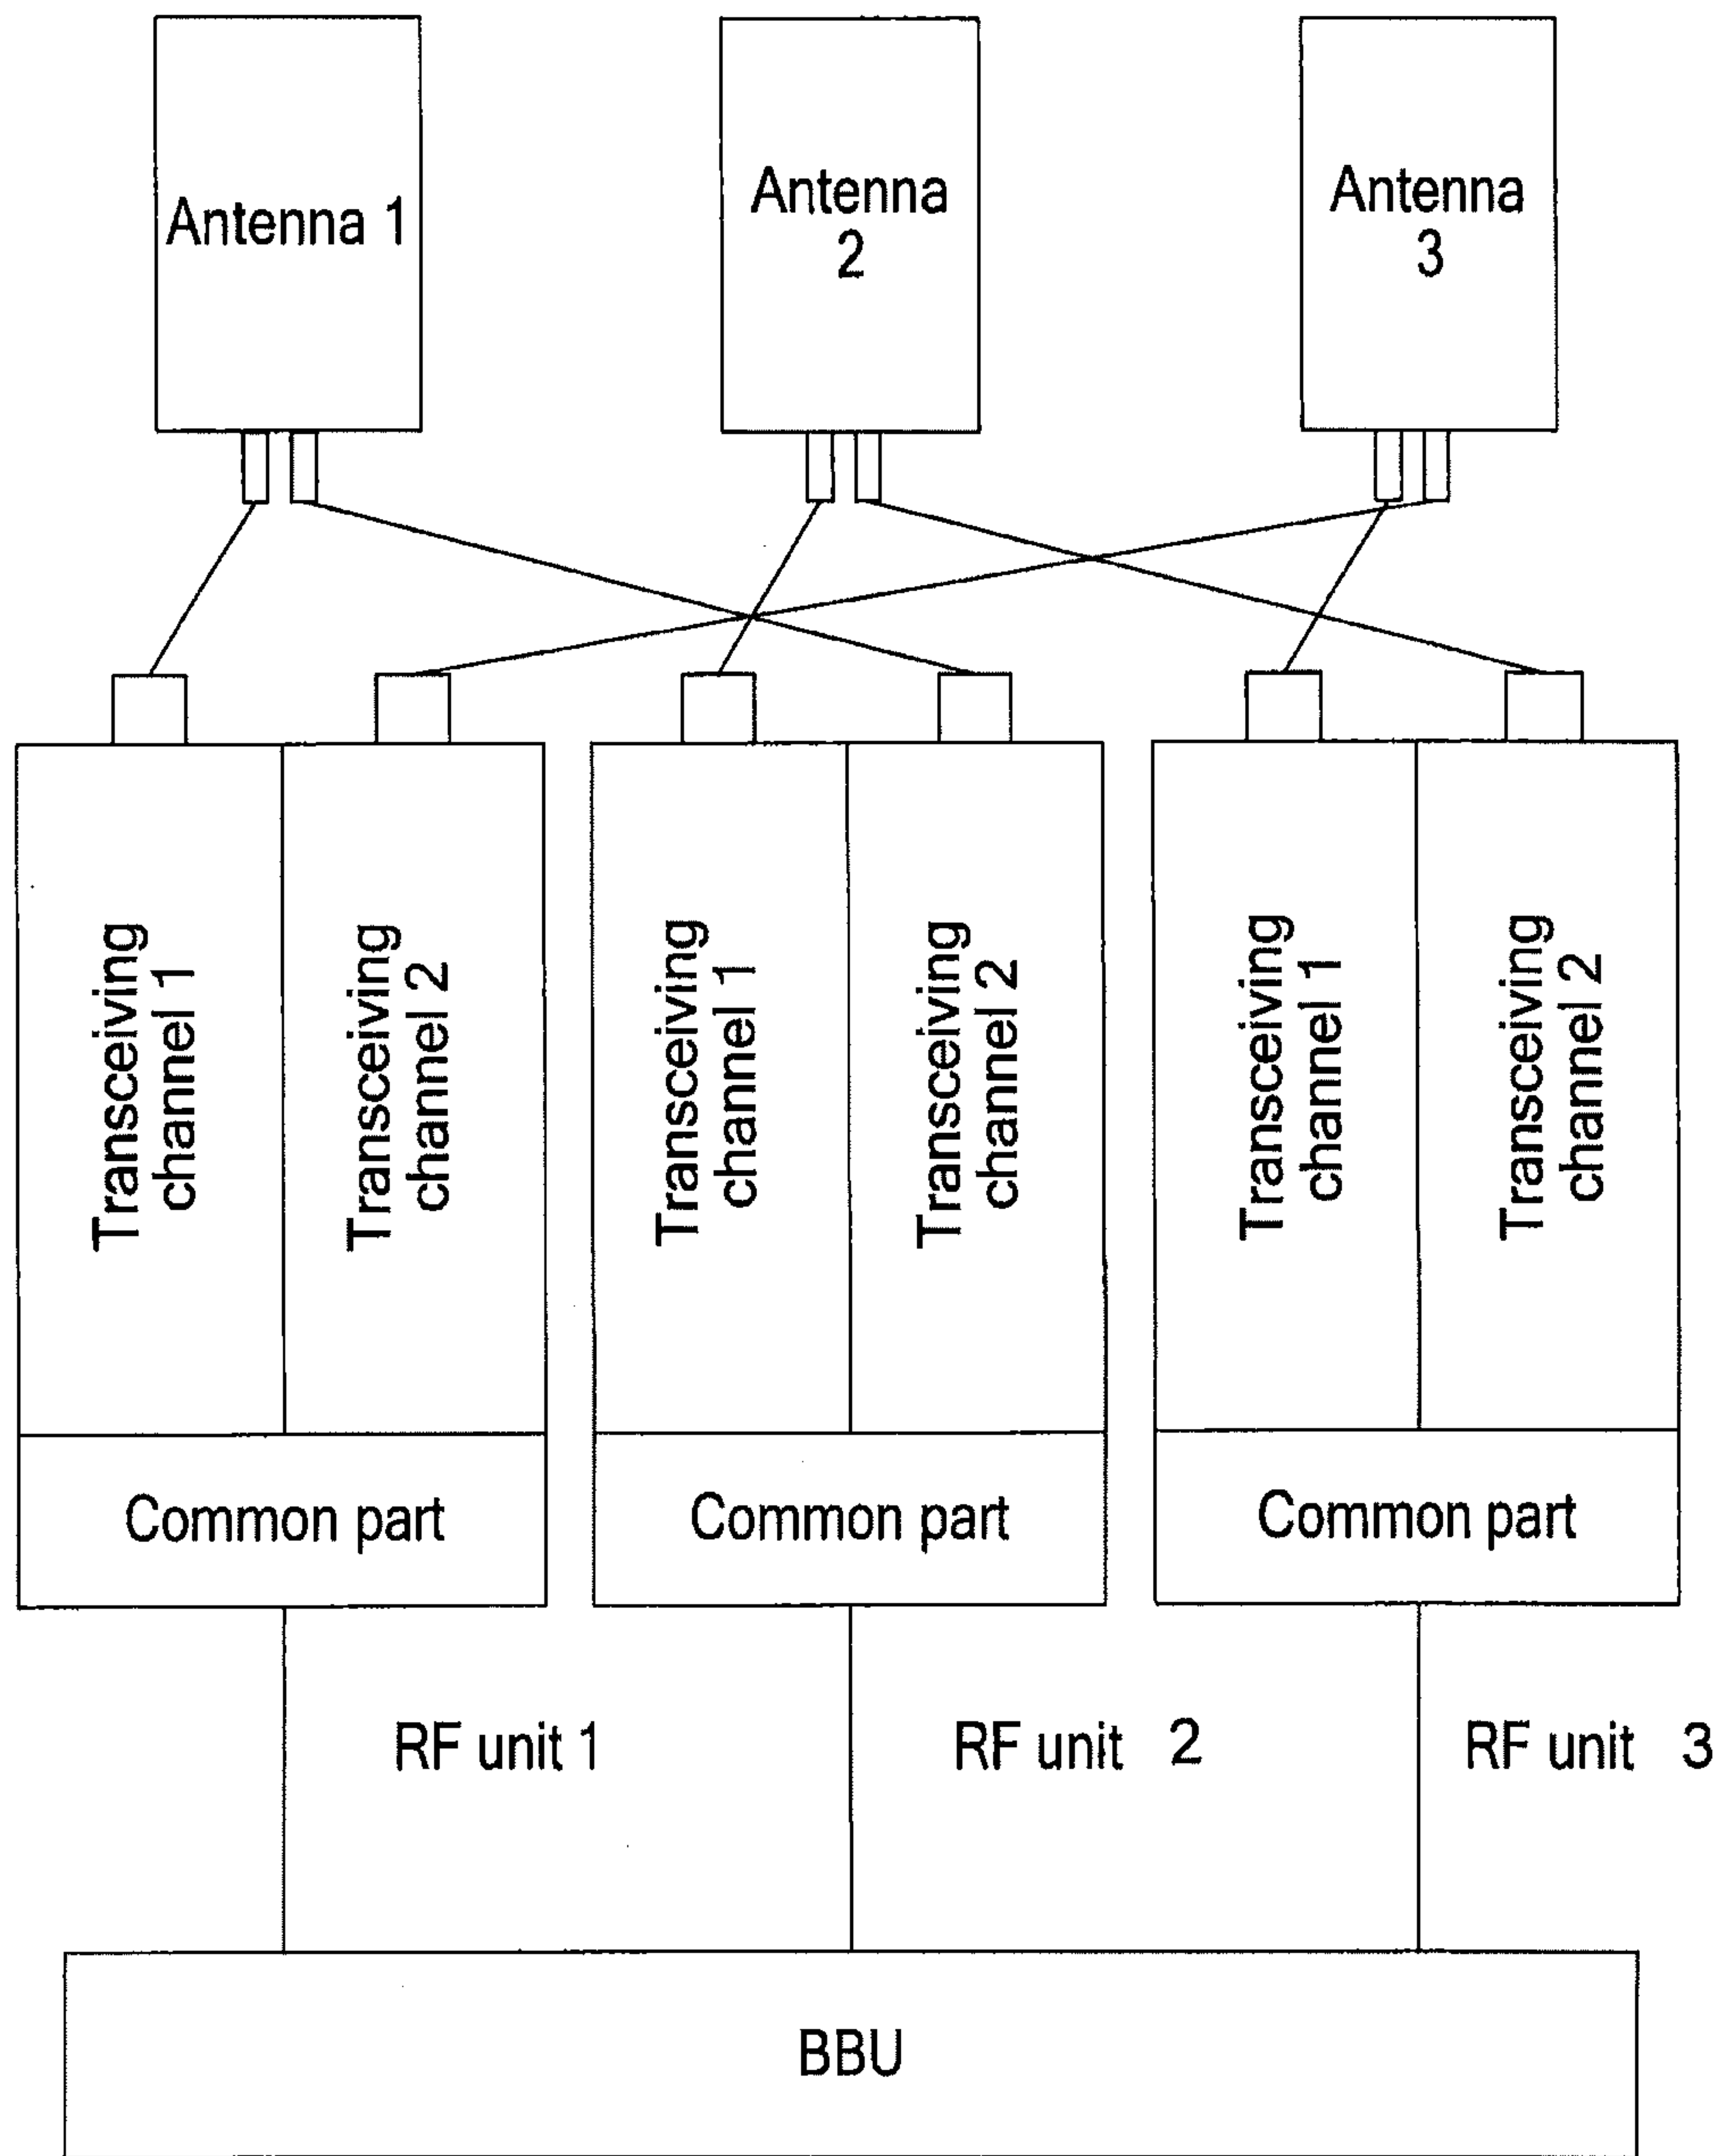 Antenna 1
Antenna
2
Antenna
3
Transceiving
channel 1
Transceiving
channel 2
Transceiving
channel 1
Transceiving
channel 2
Transceiving
channel 1
Transceiving
channel 2
Common part
Common part
Common part
RF unit 1
RF unit 2
RF unit 3
BBU